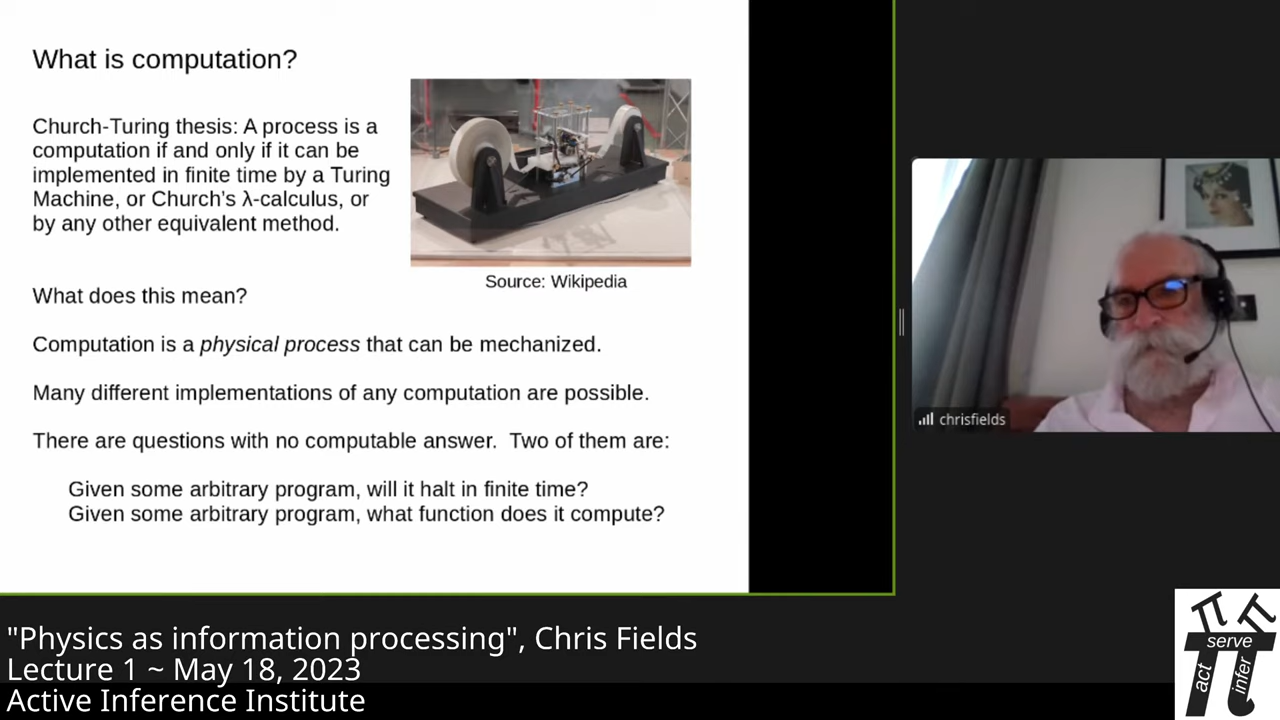 What is computation?
Church-Turing thesis: A process is a
computation if and only if it can be
implemented in finite time by a Turing
Machine, or Church's λ-calculus, or
by any other equivalent method.
Source: Wikipedia
What does this mean?
Computation is a physical process that can be mechanized.
Many different implementations of any computation are possible.
There are questions with no computable answer.  Two of them are:
Given some arbitrary program, will it halt in finite time?
Given some arbitrary program, what function does it compute?
chrisfields
"Physics as information processing", Chris Fields
Lecture 1 ~ May 18, 2023
Active Inference Institute
serve
act
infer